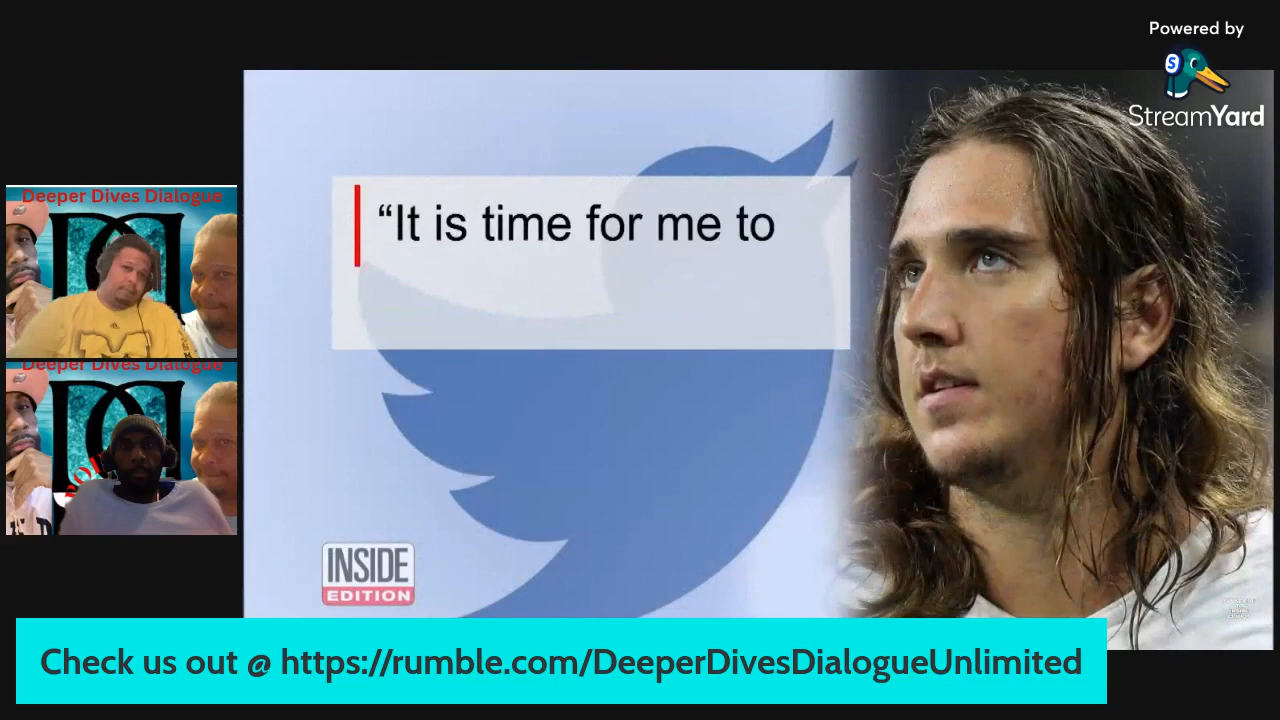 Powered by
StreamYard
Deeper Dives Dialogue
Deeper Dives Dialogue
“It is time for me to
INSIDE
EDITION
Check us out @ https://rumble.com/DeeperDivesDialogueUnlimited